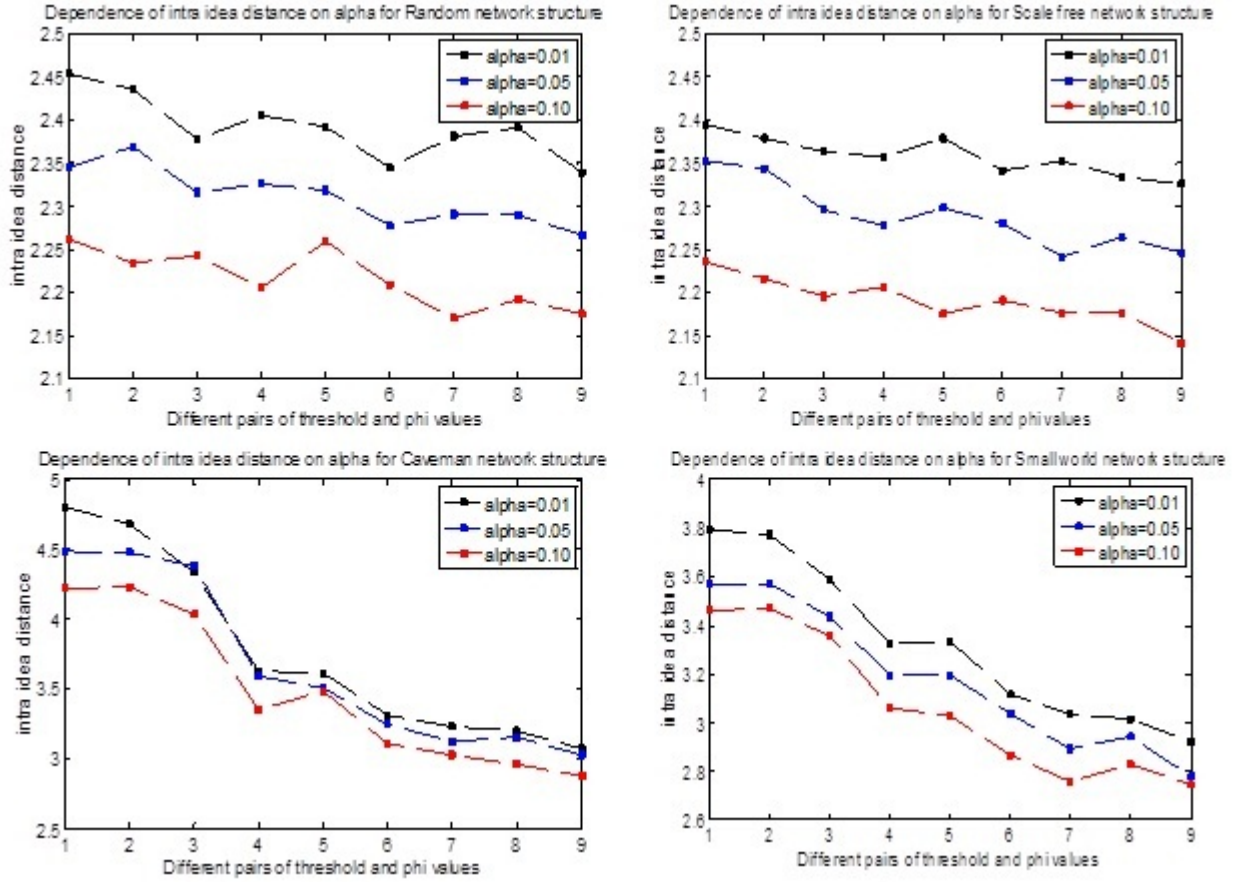 Dependence of intra idea distance on alpha for Random network structure
2.5
2.45
2.4
2.35
2.3
2.25
2.2
2.15
2.1
intra idea distance
alpha=0.01
alpha=0.05
alpha=0.10
1 2 3 4 5 6 7 8 9
Different pairs of threshold and phi values
Dependence of intra idea distance on alpha for Scale free network structure
2.5
2.45
2.4
2.35
2.3
2.25
2.2
2.15
2.1
intra idea distance
alpha=0.01
alpha=0.05
alpha=0.10
1 2 3 4 5 6 7 8 9
Different pairs of threshold and phi values
Dependence of intra idea distance on alpha for Caveman network structure
5
4.5
4
3.5
3
2.5
intra idea distance
alpha=0.01
alpha=0.05
alpha=0.10
1 2 3 4 5 6 7 8 9
Different pairs of threshold and phi values
Dependence of intra idea distance on alpha for Small world network structure
4
3.8
3.6
3.4
3.2
3
2.8
2.6
intra idea distance
alpha=0.01
alpha=0.05
alpha=0.10
1 2 3 4 5 6 7 8 9
Different pairs of threshold and phi values